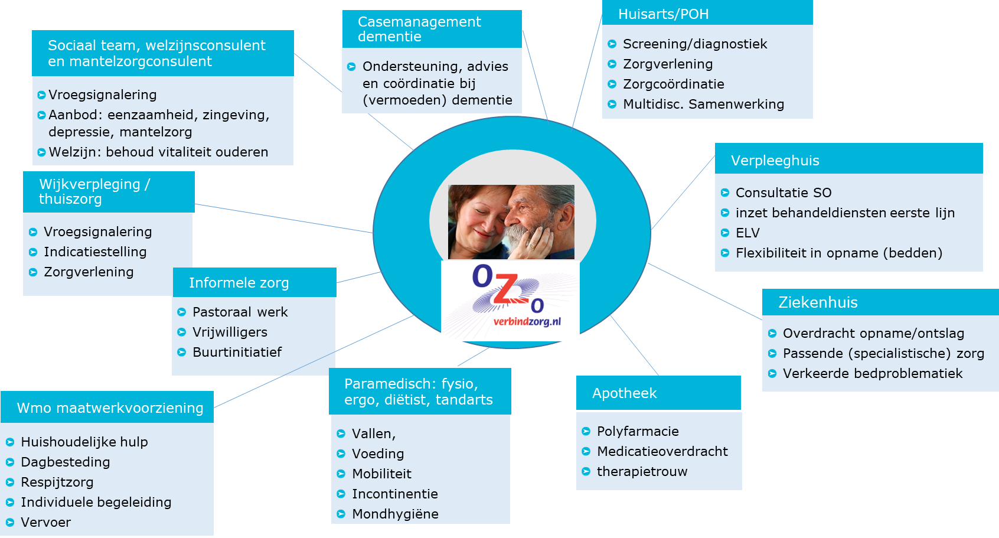 Sociaal team, welzijnsconsulent
en mantelzorgconsulent
Vroegsignalering
Aanbod: eenzaamheid, zingeving,
depressie, mantelzorg
Welzijn: behoud vitaliteit ouderen
Casemanagement
dementie
Ondersteuning, advies
en coördinatie bij
(vermoeden) dementie
Huisarts/POH
Screening/diagnostiek
Zorgverlening
Zorgcoördinatie
Multidisc. Samenwerking
Wijkverpleging /
thuiszorg
Vroegsignalering
Indicatiestelling
Zorgverlening
Verpleeghuis
Consultatie SO
inzet behandeldiensten eerste lijn
ELV
Flexibiliteit in opname (bedden)
Informele zorg
Pastoraal werk
Vrijwilligers
Buurtinitiatief
OZO
verbindzorg.nl
Ziekenhuis
Overdracht opname/ontslag
Passende (specialistische) zorg
Verkeerde bedproblematiek
Wmo maatwerkvoorziening
Huishoudelijke hulp
Dagbesteding
Respijtzorg
Individuele begeleiding
Vervoer
Paramedisch: fysio,
ergo, diëtist, tandarts
Vallen,
Voeding
Mobiliteit
Incontinentie
Mondhygiëne
Apotheek
Polyfarmacie
Medicatieoverdracht
therapietrouw